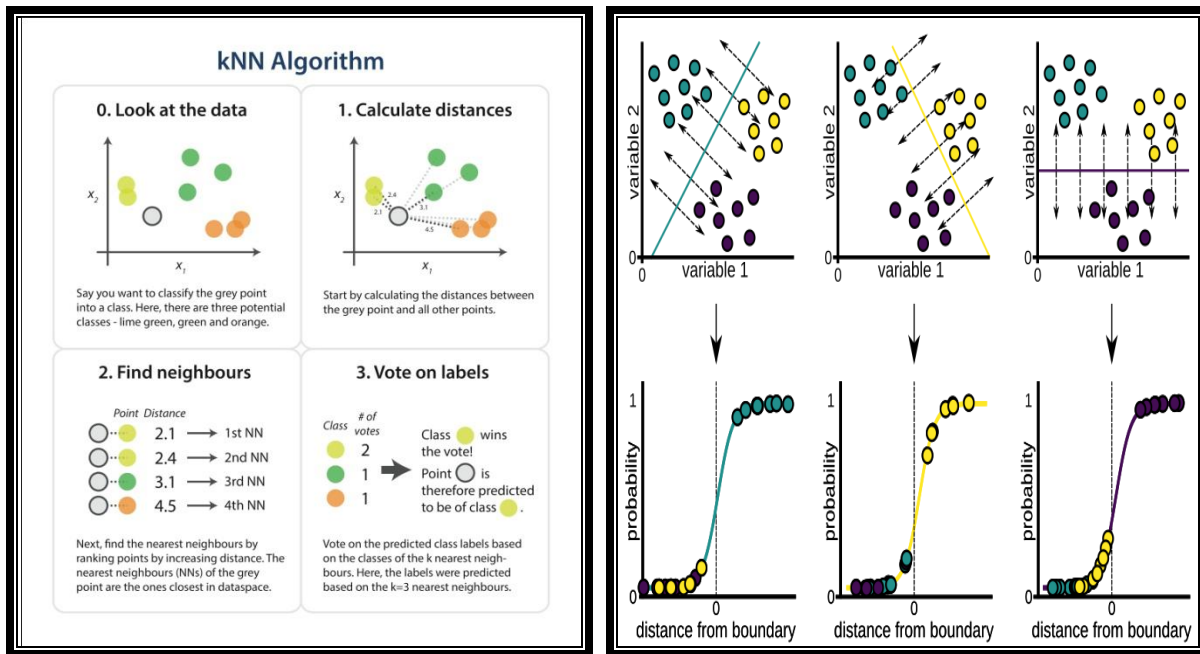 kNN Algorithm
0. Look at the data
x2
x1
Say you want to classify the grey point
into a class. Here, there are three potential
classes - lime green, green and orange.
1. Calculate distances
2.4
2.1
3.1
4.5
x2
x1
Start by calculating the distances between
the grey point and all other points.
2. Find neighbours
Point Distance
2.1 1st NN
2.4 2nd NN
3.1 3rd NN
4.5 4th NN
Next, find the nearest neighbours by
ranking points by increasing distance. The
nearest neighbours (NNs) of the grey
point are the ones closest in dataspace.
3. Vote on labels
Class # of
votes
2
1
1
Class wins
the vote!
Point is
therefore predicted
to be of class .
Vote on the predicted class labels based
on the classes of the k nearest neigh-
bours. Here, the labels were predicted
based on the k=3 nearest neighbours.
variable 2
0
0
variable 1
variable 2
0
0
variable 1
variable 2
0
0
variable 1
probability
1
0
0
distance from boundary
probability
1
0
0
distance from boundary
probability
1
0
0
distance from boundary